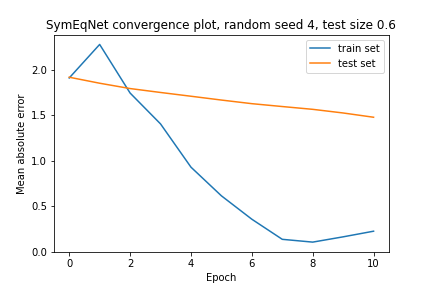 SymEqNet convergence plot, random seed 4, test size 0.6
train set
test set
2.0
1.5
1.0
0.5
0.0
Mean absolute error
0 2 4 6 8 10
Epoch